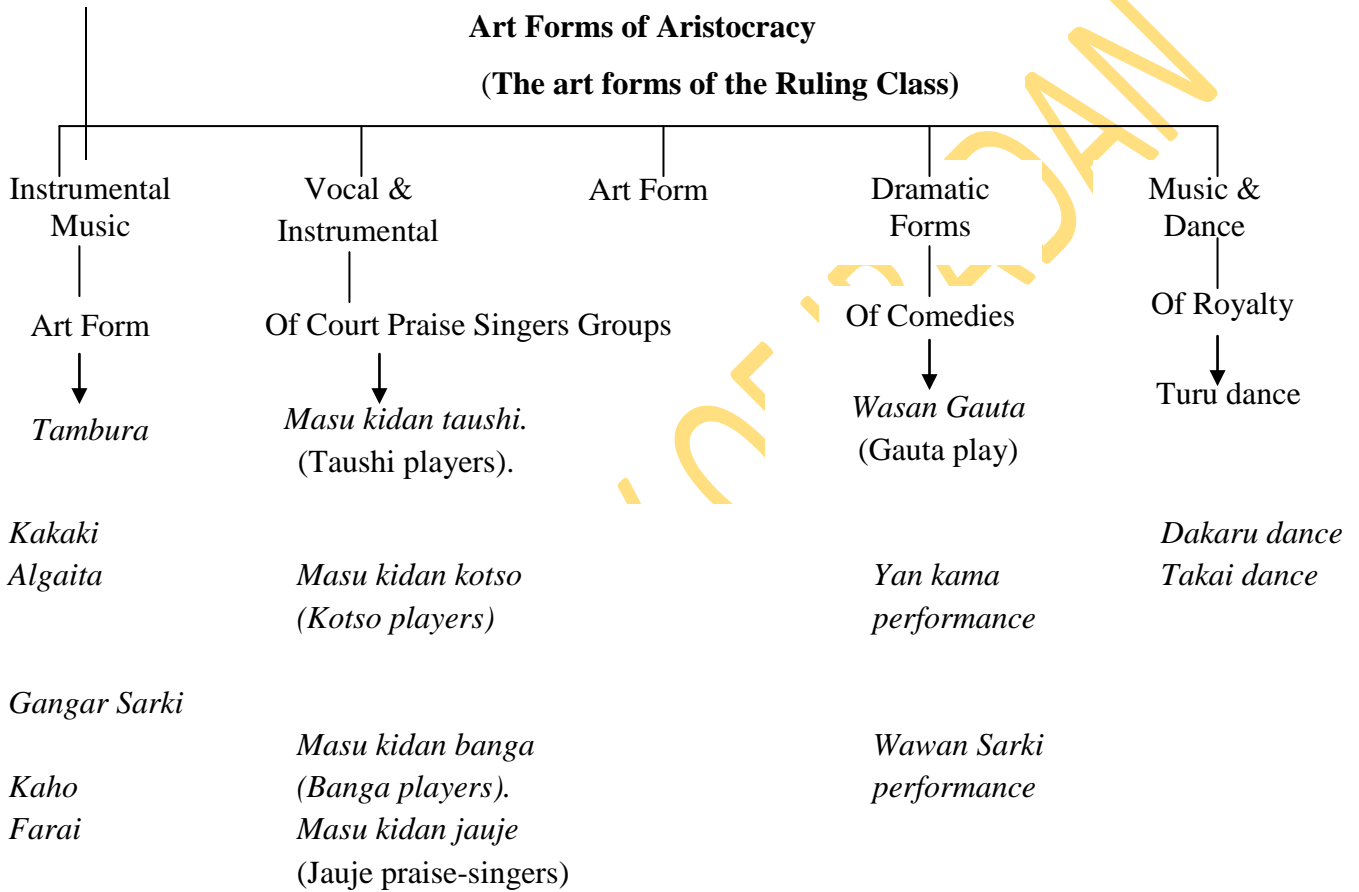 Art Forms of Aristocracy
(The art forms of the Ruling Class)
Instrumental Music
Vocal &
Instrumental
Art Form
Dramatic
Forms
Music &
Dance
Art Form
Of Court Praise Singers Groups
Of Comedies
Of Royalty
Tambura
Masu kidan taushi.
(Taushi players).
Wasan Gauta
(Gauta play)
Turu dance
Kakaki
Dakaru dance
Algaita
Masu kidan kotso
(Kotso players)
Yan kama
performance
Takai dance
Gangar Sarki
Masu kidan banga
(Banga players).
Wawan Sarki
performance
Kaho
Farai
Masu kidan jauje
(Jauje praise-singers)